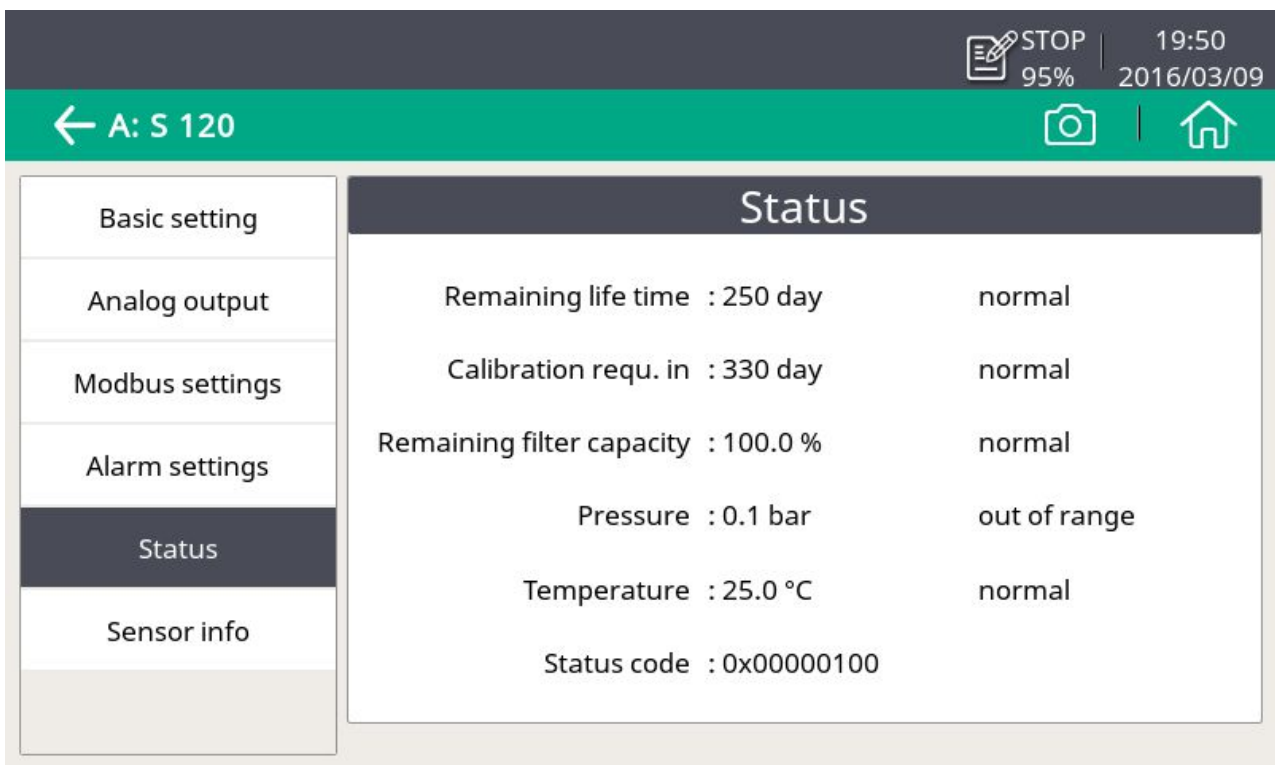 STOP 19:50
95% 2016/03/09
A: S 120
Basic setting
Analog output
Modbus settings
Alarm settings
Status
Sensor info
Status
Remaining life time : 250 day normal
Calibration requ. in : 330 day normal
Remaining filter capacity : 100.0 % normal
Pressure : 0.1 bar out of range
Temperature : 25.0 °C normal
Status code : 0x00000100